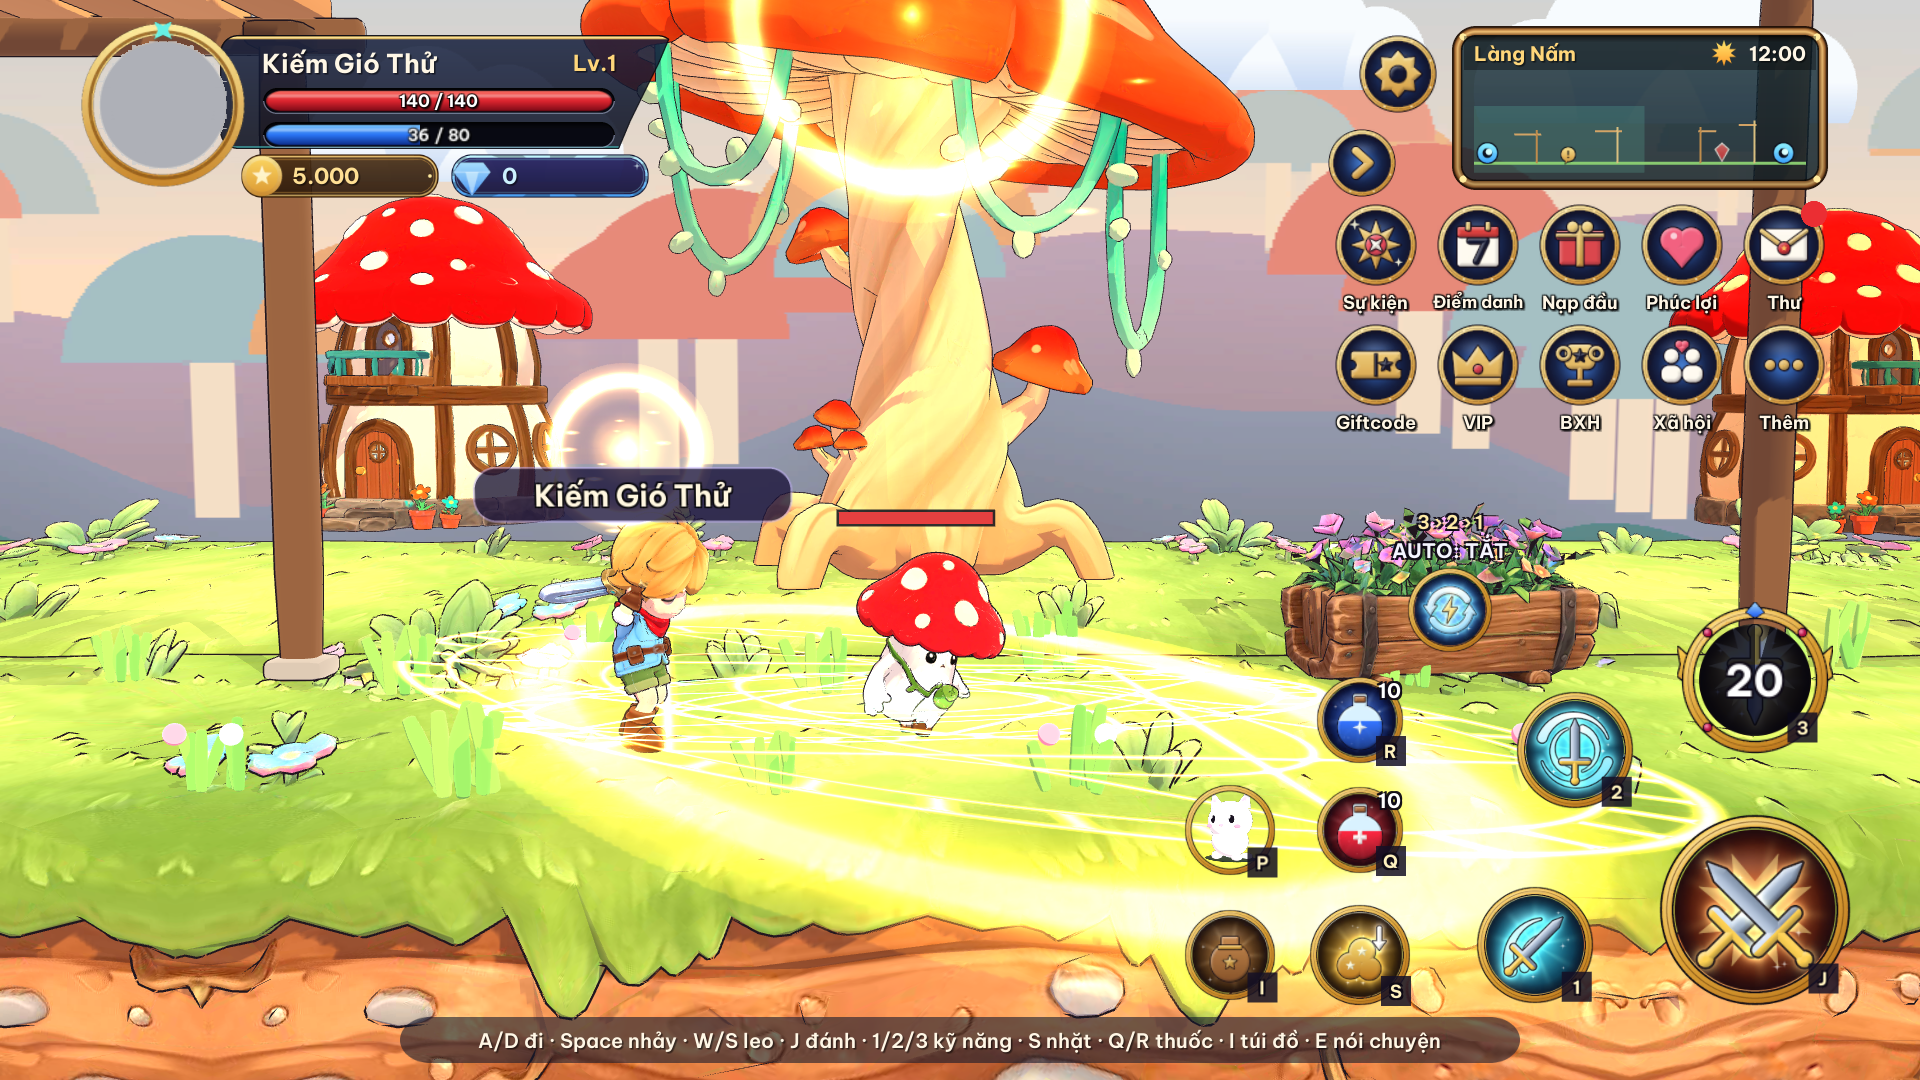 Kiếm Gió Thử
Lv.1
140 / 140
36 / 80
5.000
0
Làng Nấm
12:00
7
Sự kiện
Điểm danh
Nạp đầu
Phúc lợi
Thư
Giftcode
VIP
BXH
Xã hội
Thêm
Kiếm Gió Thử
3›2›1
AUTO: TẮT
20
3
10
R
2
10
Q
P
I
S
1
J
A/D đi · Space nhảy · W/S leo · J đánh · 1/2/3 kỹ năng · S nhặt · Q/R thuốc · I túi đồ · E nói chuyện